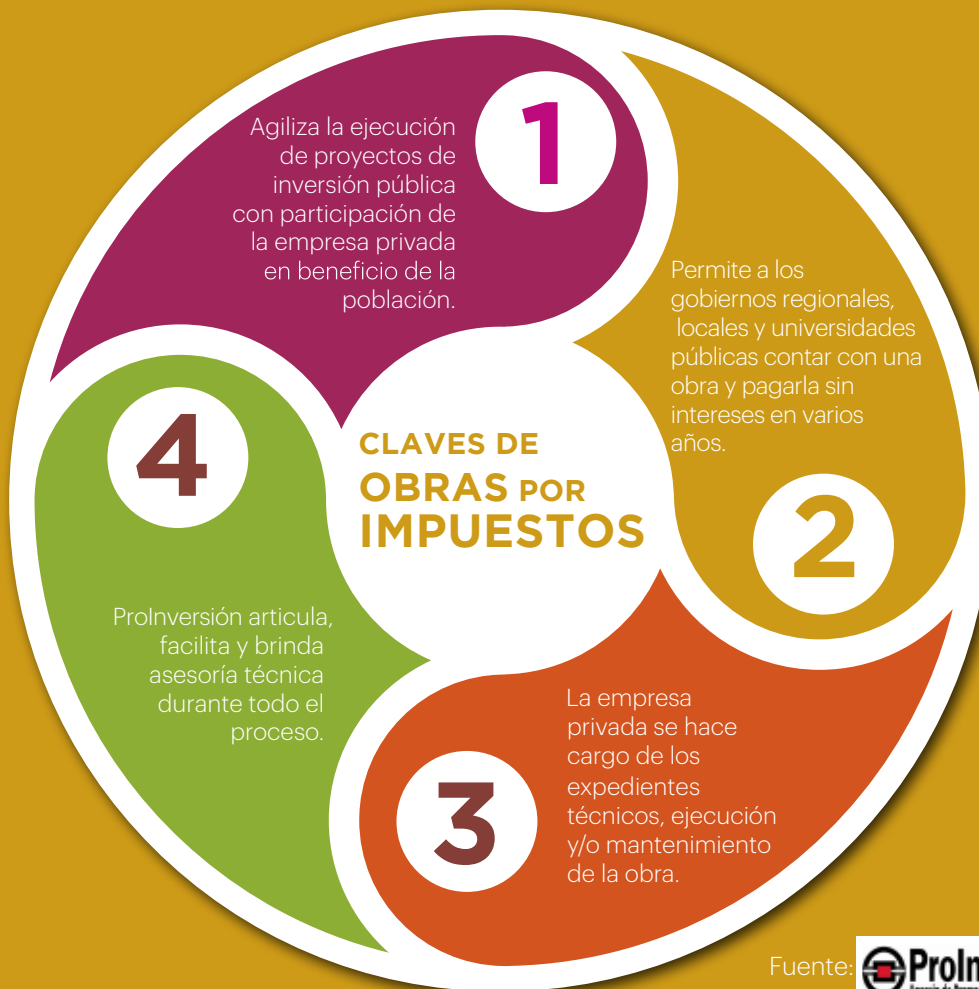 CLAVES DE
OBRAS POR
IMPUESTOS
1
Agiliza la ejecución
de proyectos de
inversión pública
con participación de
la empresa privada
en beneficio de la
población.
Permite a los
gobiernos regionales,
locales y universidades
públicas contar con una
obra y pagarla sin
intereses en varios
años.
2
La empresa
privada se hace
cargo de los
expedientes
técnicos, ejecución
y/o mantenimiento
de la obra.
3
4
ProInversión articula,
facilita y brinda
asesoría técnica
durante todo el
proceso.
Fuente: ProIn